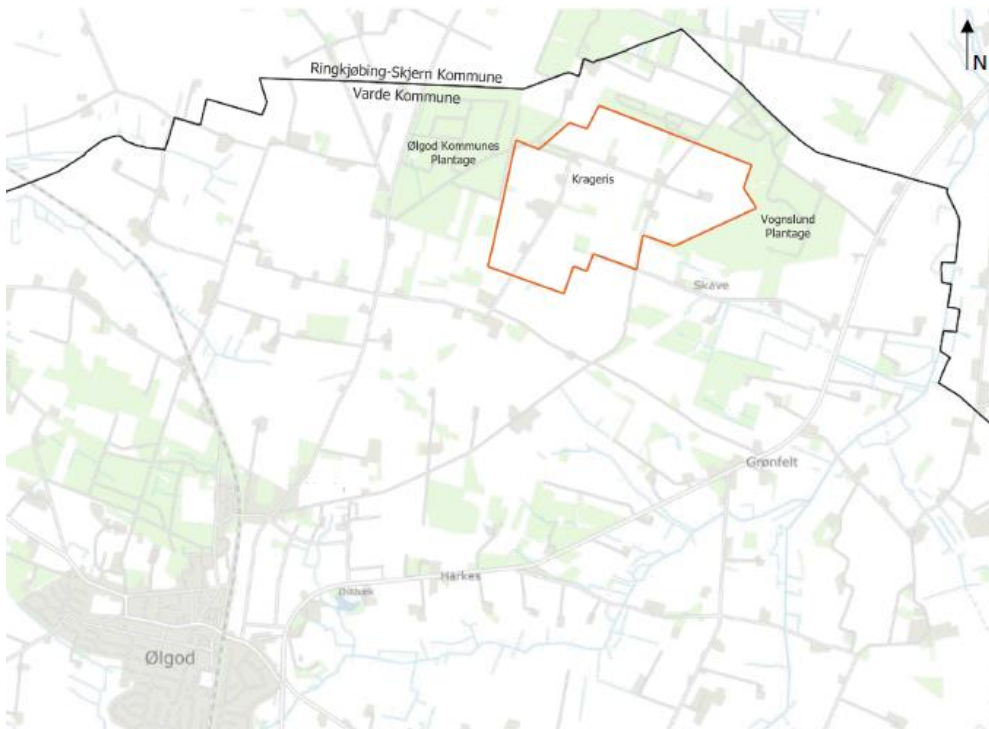 N
Ringkjøbing-Skjern Kommune
Varde Kommune
Ølgod Kommunes
Plantage
Krageris
Vognslund
Plantage
Skave
Grønfelt
Harkes
Ølgod